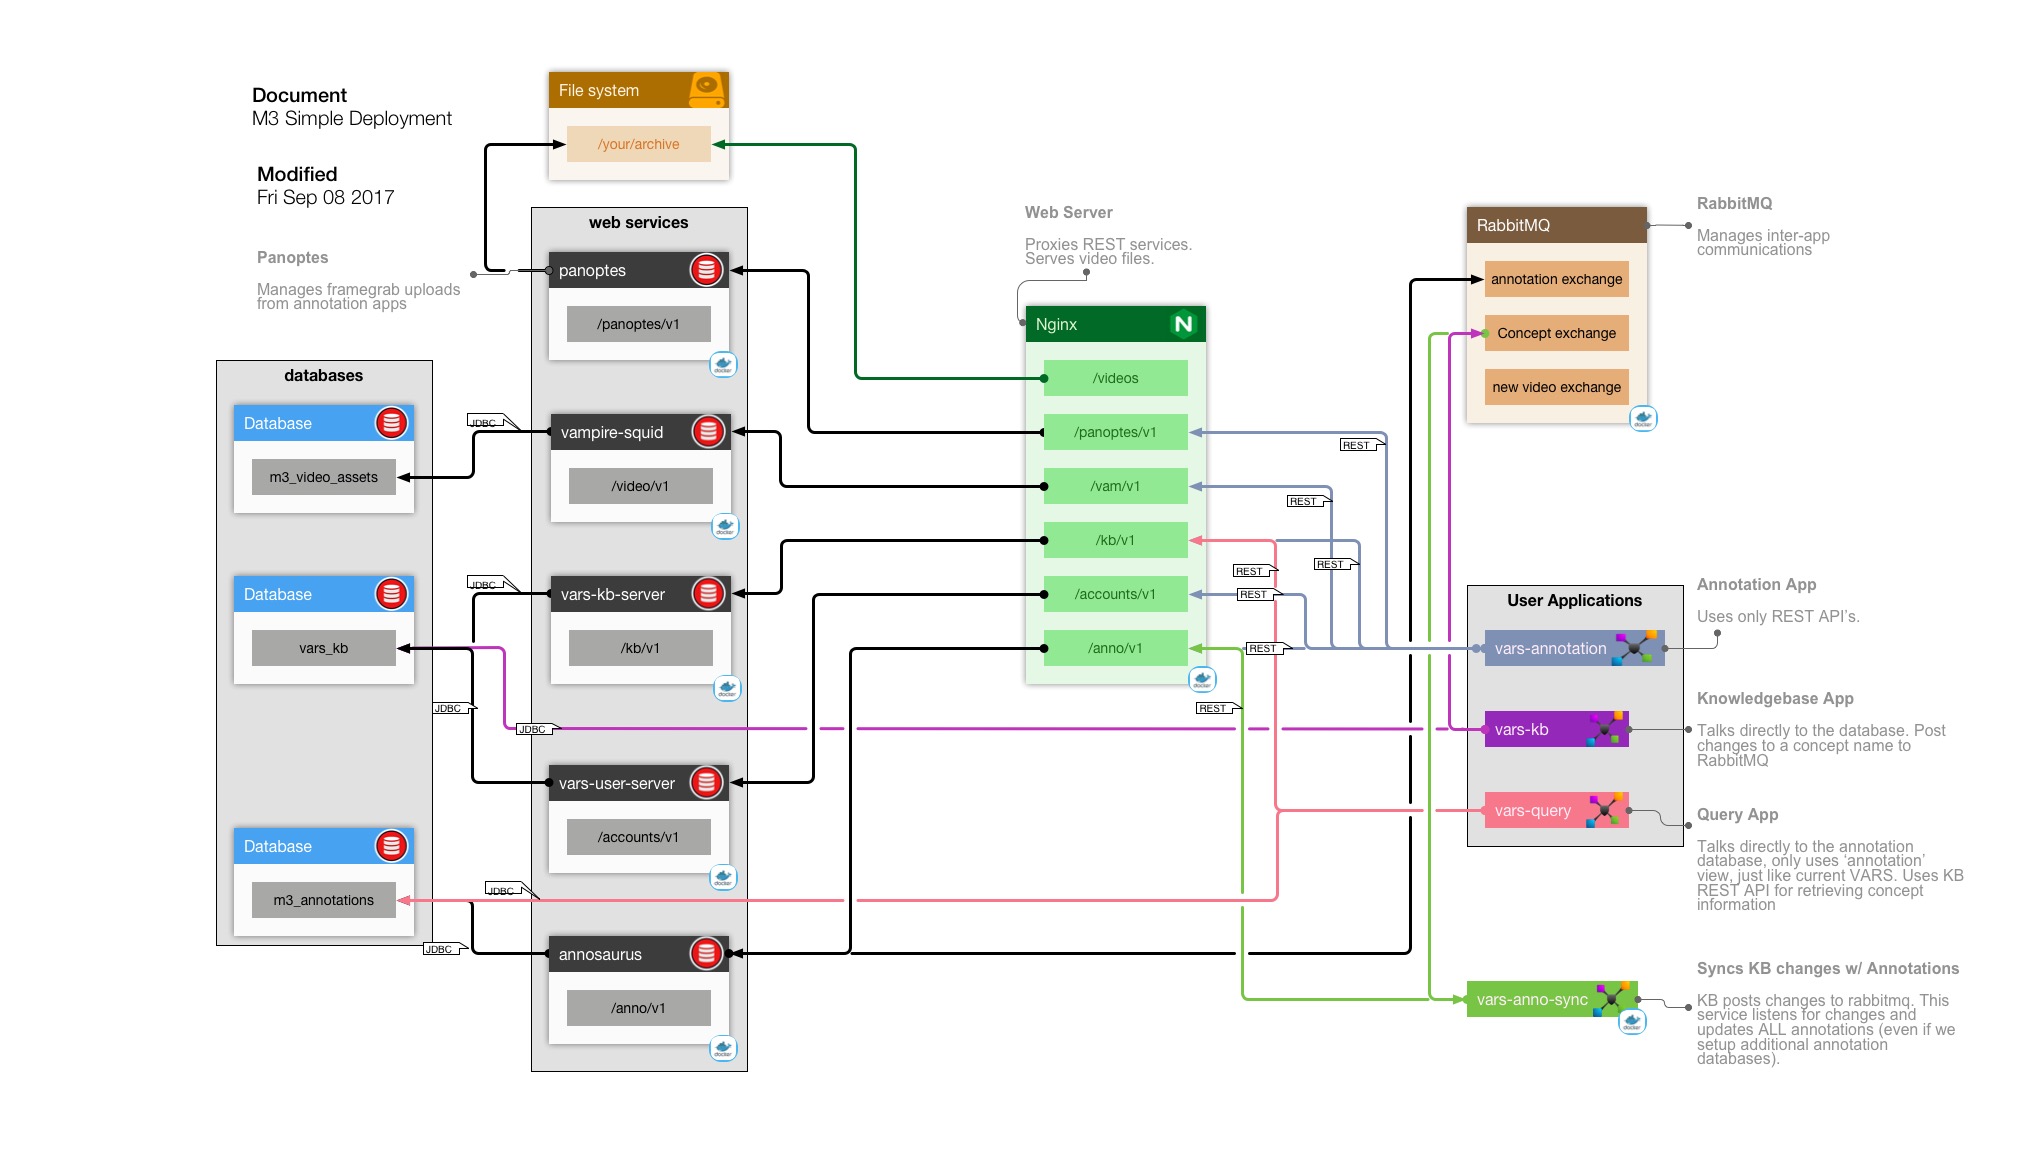 Document
M3 Simple Deployment
Modified
Fri Sep 08 2017
Panoptes
Manages framegrab uploads
from annotation apps
File system
/your/archive
web services
panoptes
/panoptes/v1
docker
vampire-squid
/video/v1
docker
vars-kb-server
/kb/v1
docker
vars-user-server
/accounts/v1
docker
annosaurus
/anno/v1
docker
databases
Database
m3_video_assets
Database
vars_kb
Database
m3_annotations
JDBC
JDBC
JDBC
JDBC
JDBC
JDBC
Web Server
Proxies REST services.
Serves video files.
Nginx
N
/videos
/panoptes/v1
/vam/v1
/kb/v1
/accounts/v1
/anno/v1
docker
REST
REST
REST
REST
REST
REST
REST
RabbitMQ
annotation exchange
Concept exchange
new video exchange
docker
RabbitMQ
Manages inter-app
communications
User Applications
vars-annotation
vars-kb
vars-query
vars-anno-sync
docker
Annotation App
Uses only REST API's.
Knowledgebase App
Talks directly to the database. Post
changes to a concept name to
RabbitMQ
Query App
Talks directly to the annotation
database, only uses ‘annotation’
view, just like current VARS. Uses KB
REST API for retrieving concept
information
Syncs KB changes w/ Annotations
KB posts changes to rabbitmq. This
service listens for changes and
updates ALL annotations (even if we
setup additional annotation
databases).